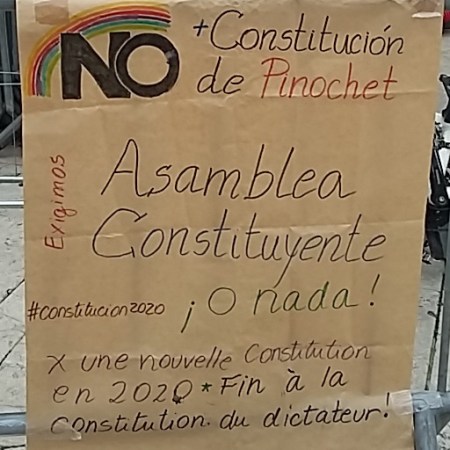 NO + Constitución
de Pinochet
Exigimos
Asamblea
Constituyente
#constitucion2020 ¡O nada!
X une nouvelle Constitution
en 2020 * Fin à la
constitution du dictateur!